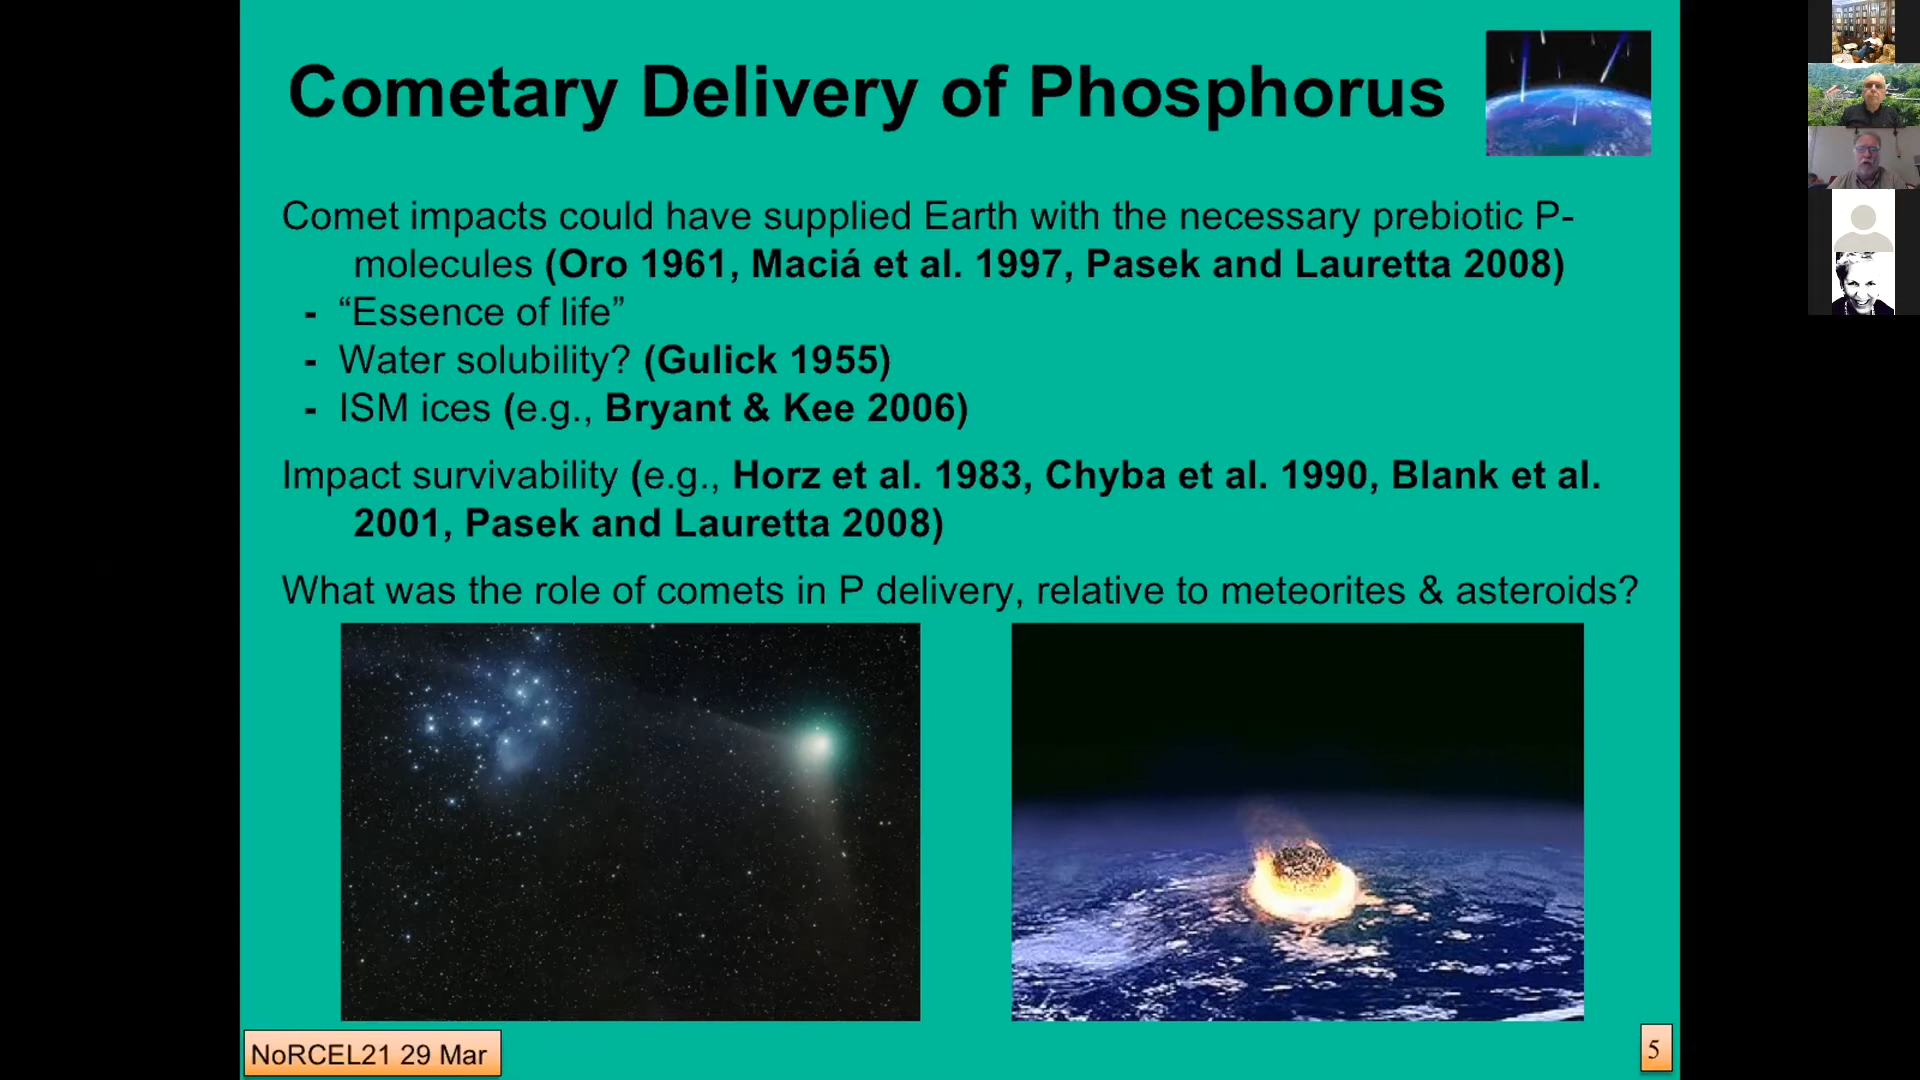 Cometary Delivery of Phosphorus
Comet impacts could have supplied Earth with the necessary prebiotic P-
molecules (Oro 1961, Maciá et al. 1997, Pasek and Lauretta 2008)
- “Essence of life”
- Water solubility? (Gulick 1955)
- ISM ices (e.g., Bryant & Kee 2006)
Impact survivability (e.g., Horz et al. 1983, Chyba et al. 1990, Blank et al.
2001, Pasek and Lauretta 2008)
What was the role of comets in P delivery, relative to meteorites & asteroids?
NoRCEL21 29 Mar
5